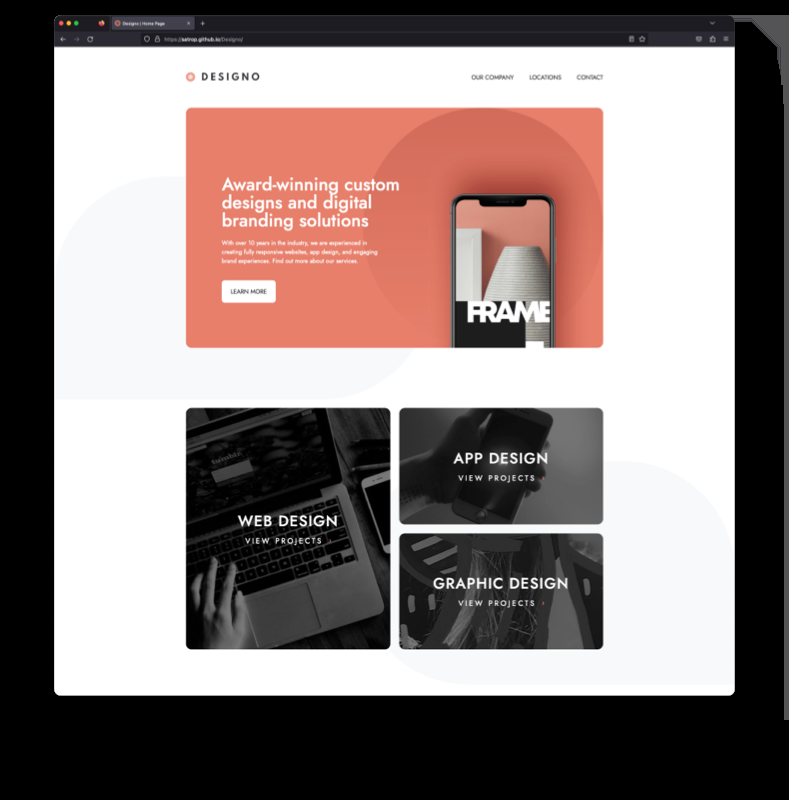 Designo | Home Page
https://satrop.github.io/Designo/
DESIGNO
OUR COMPANY
LOCATIONS
CONTACT
Award-winning custom
designs and digital
branding solutions
With over 10 years in the industry, we are experienced in
creating fully responsive websites, app design, and engaging
brand experiences. Find out more about our services.
LEARN MORE
FRAME
WEB DESIGN
VIEW PROJECTS
APP DESIGN
VIEW PROJECTS
GRAPHIC DESIGN
VIEW PROJECTS